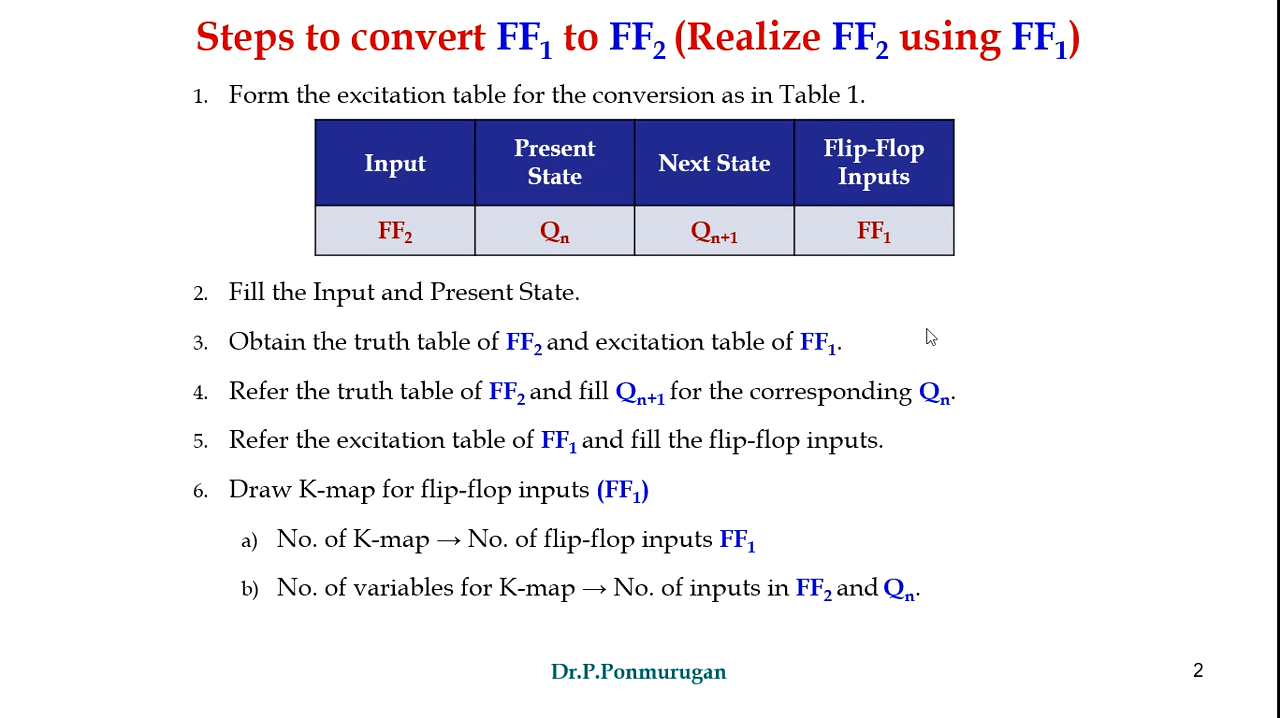 Steps to convert FF1 to FF2 (Realize FF2 using FF1)
1. Form the excitation table for the conversion as in Table 1.
Input Present State Next State Flip-Flop Inputs
FF2 Qn Qn+1 FF1
2. Fill the Input and Present State.
3. Obtain the truth table of FF2 and excitation table of FF1.
4. Refer the truth table of FF2 and fill Qn+1 for the corresponding Qn.
5. Refer the excitation table of FF1 and fill the flip-flop inputs.
6. Draw K-map for flip-flop inputs (FF1)
a) No. of K-map → No. of flip-flop inputs FF1
b) No. of variables for K-map → No. of inputs in FF2 and Qn.
Dr.P.Ponmurugan
2